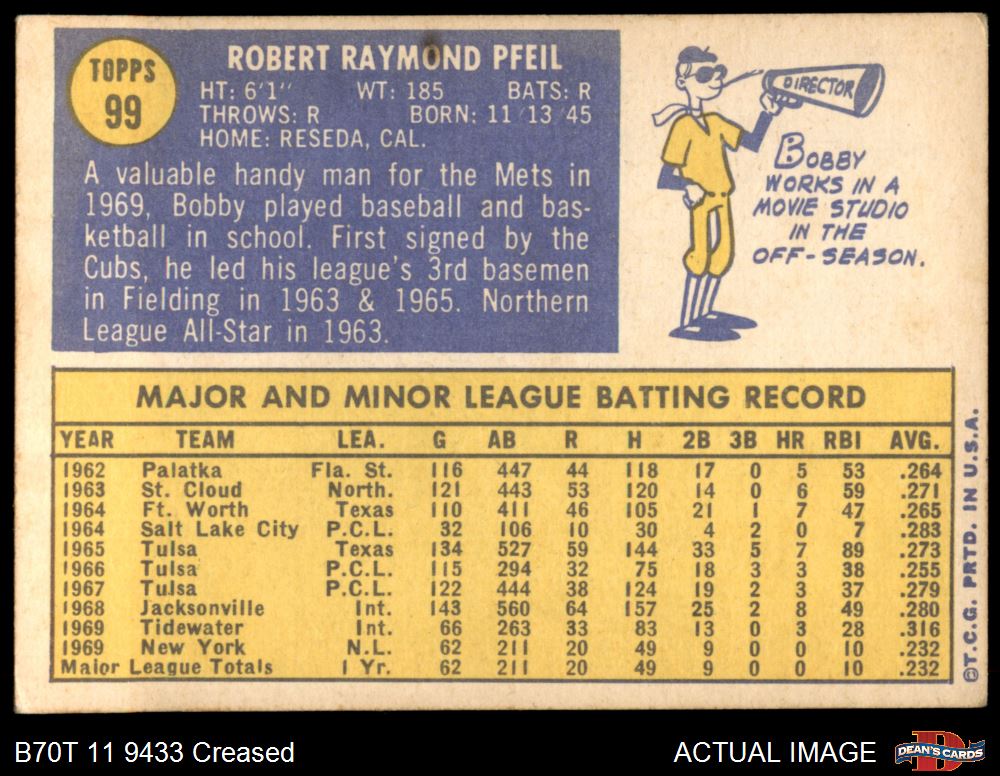 TOPPS
99
ROBERT RAYMOND PFEIL
HT: 6'1" WT: 185 BATS: R
THROWS: R BORN: 11 13 45
HOME: RESEDA, CAL.
A valuable handy man for the Mets in
1969, Bobby played baseball and bas-
ketball in school. First signed by the
Cubs, he led his league's 3rd basemen
in Fielding in 1963 & 1965. Northern
League All-Star in 1963.
DIRECTOR
BOBBY
WORKS IN A
MOVIE STUDIO
IN THE
OFF-SEASON.
MAJOR AND MINOR LEAGUE BATTING RECORD
YEAR TEAM LEA. G AB R H 2B 3B HR RBI AVG.
1962 Palatka Fla. St. 116 447 44 118 17 0 5 53 .264
1963 St. Cloud North. 121 443 53 120 14 0 6 59 .271
1964 Ft. Worth Texas 110 411 46 105 21 1 7 47 .265
1964 Salt Lake City P.C.L. 32 106 10 30 4 2 0 7 .283
1965 Tulsa Texas 134 527 59 144 33 5 7 89 .273
1966 Tulsa P.C.L. 115 294 32 75 18 3 3 38 .255
1967 Tulsa P.C.L. 122 444 38 124 19 2 3 37 .279
1968 Jacksonville Int. 143 560 64 157 25 2 8 49 .280
1969 Tidewater Int. 66 263 33 83 13 0 3 28 .316
1969 New York N.L. 62 211 20 49 9 0 0 10 .232
Major League Totals 1 Yr. 62 211 20 49 9 0 0 10 .232
©T.C.G. PRTD. IN U.S.A.
B70T 11 9433 Creased
ACTUAL IMAGE
DEAN'S CARDS